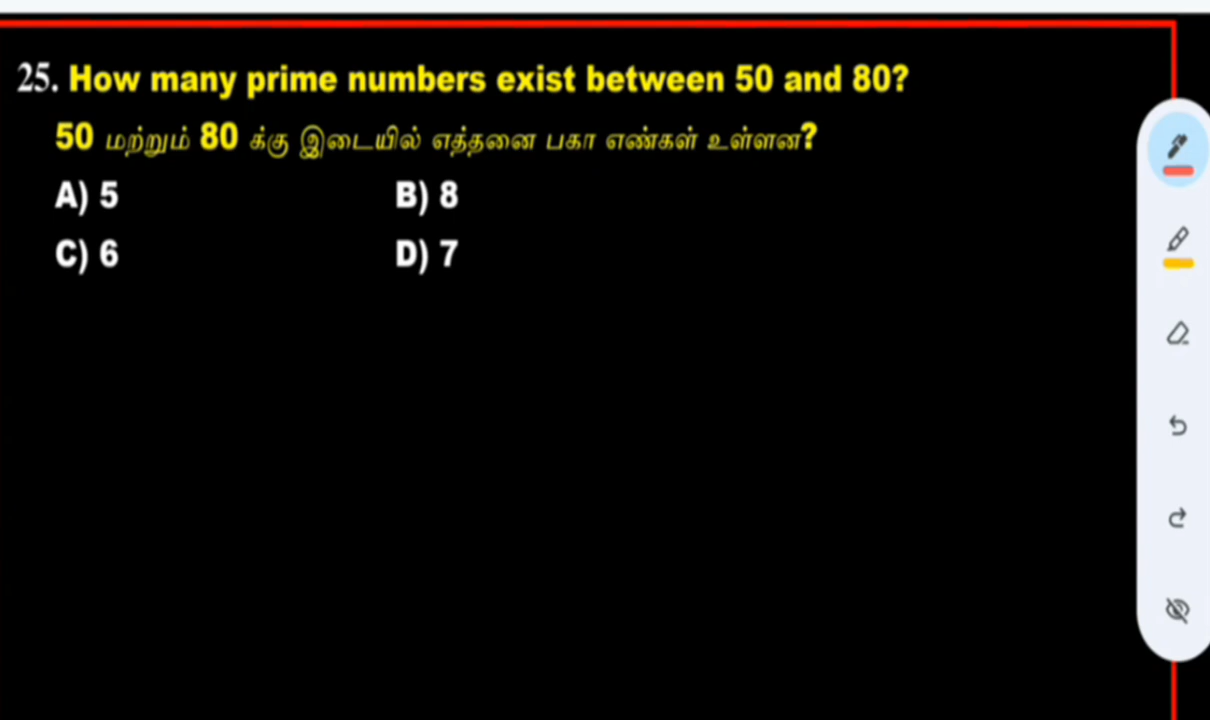 25. How many prime numbers exist between 50 and 80?
50 மற்றும் 80 க்கு இடையில் எத்தனை பகா எண்கள் உள்ளன?
A) 5 B) 8
C) 6 D) 7